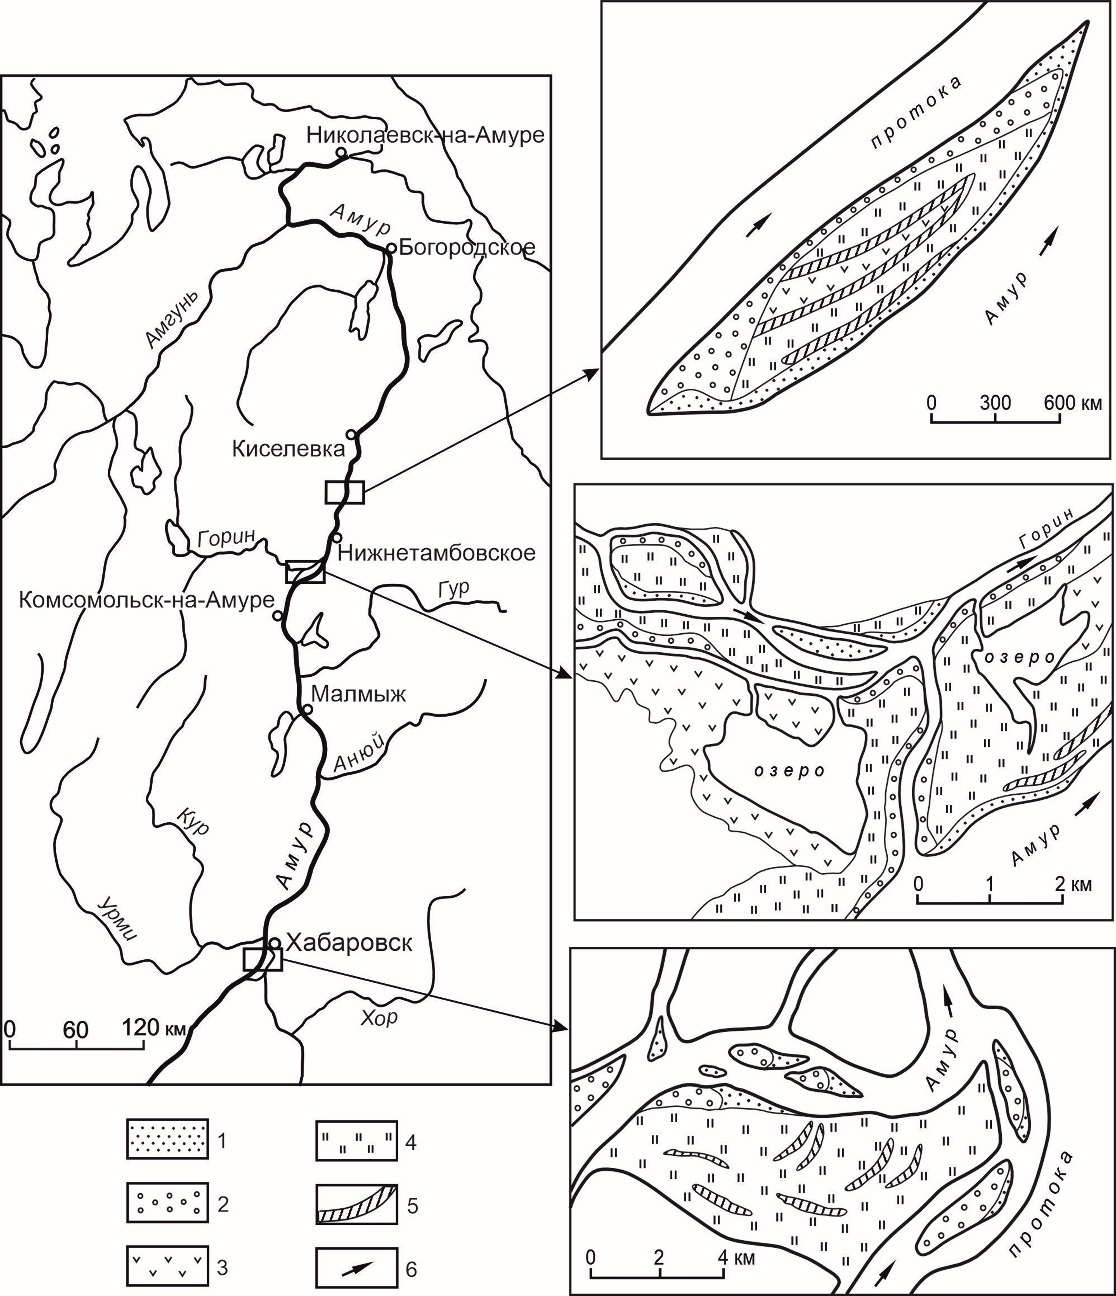 Николаевск-на-Амуре
Амур
Богородское
Амгунь
Киселевка
Горин
Нижнетамбовское
Гур
Комсомольск-на-Амуре
Малмыж
Анюй
Кур
Амур
Урми
Хабаровск
Хор
0 60 120 км
протока
Амур
0 300 600 км
Горин
озеро
озеро
Амур
0 1 2 км
Амур
протока
0 2 4 км
1
2
3
4
5
6